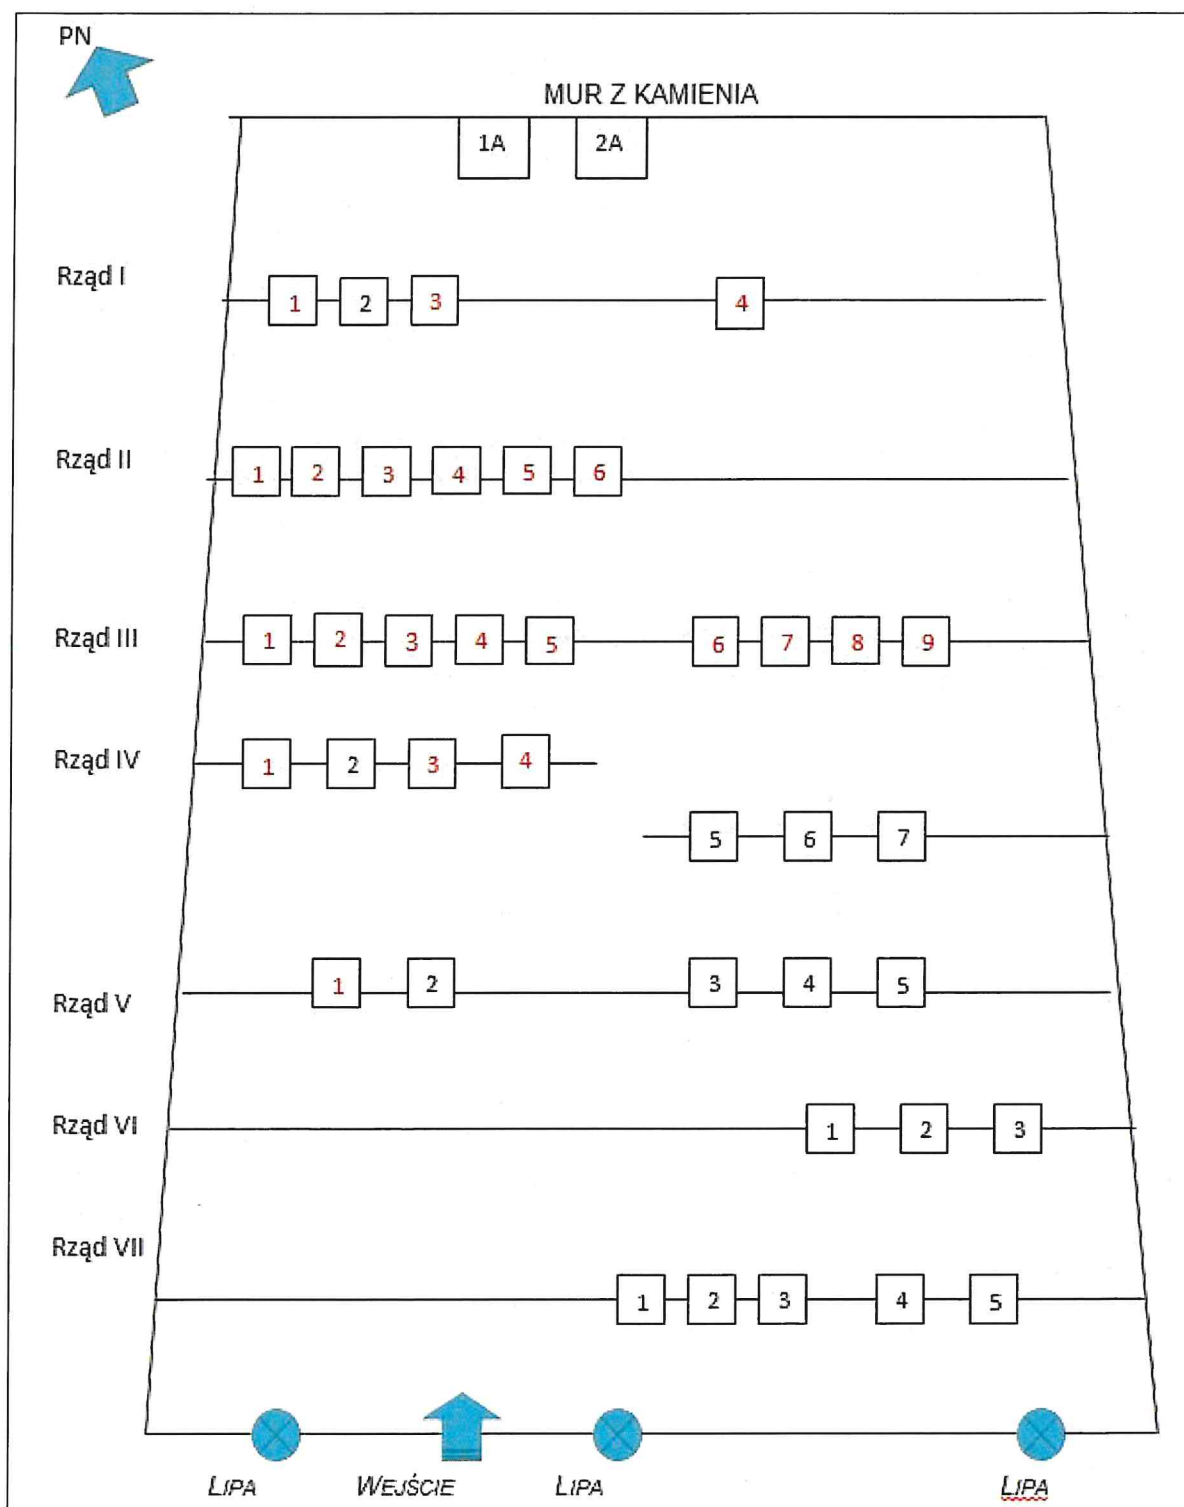 PN
MUR Z KAMIENIA
1A 2A
Rząd I
1 2 3 4
Rząd II
1 2 3 4 5 6
Rząd III
1 2 3 4 5 6 7 8 9
Rząd IV
1 2 3 4
5 6 7
Rząd V
1 2 3 4 5
Rząd VI
1 2 3
Rząd VII
1 2 3 4 5
LIPA WEJŚCIE LIPA LIPA